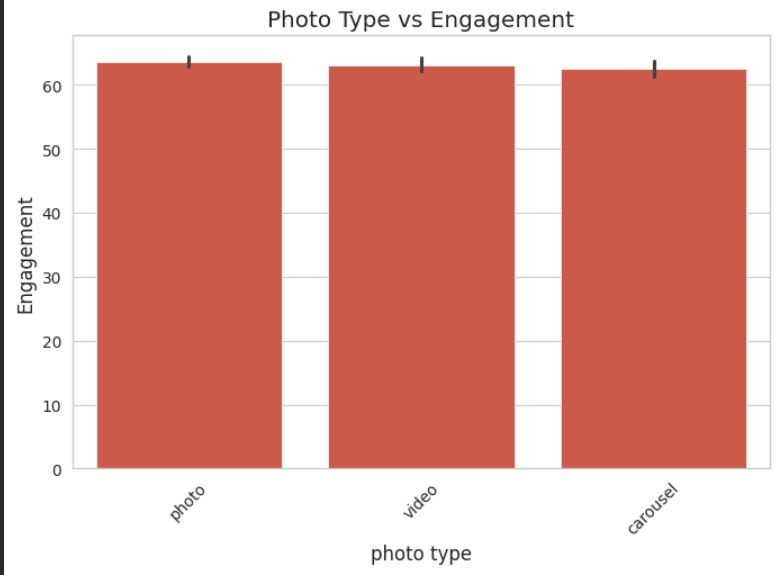 Photo Type vs Engagement
60
50
40
30
20
10
0
Engagement
photo
video
carousel
photo type